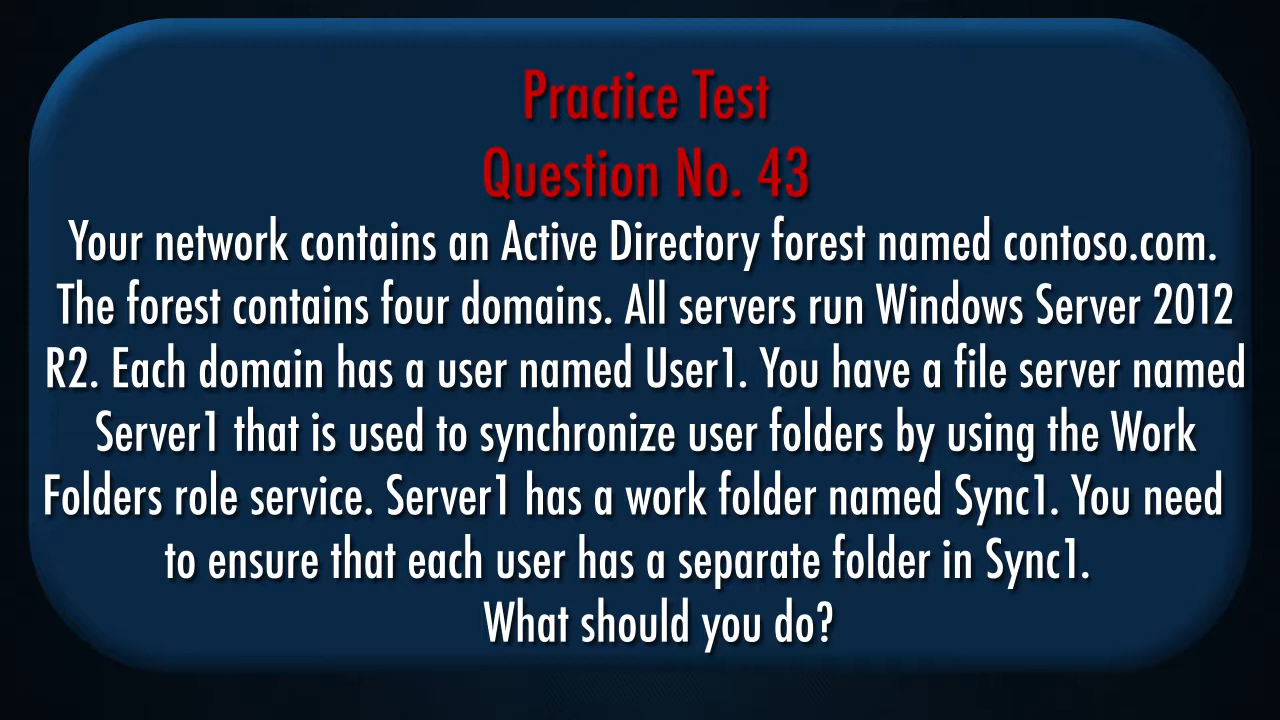 Practice Test
Question No. 43
Your network contains an Active Directory forest named contoso.com.
The forest contains four domains. All servers run Windows Server 2012
R2. Each domain has a user named User1. You have a file server named
Server1 that is used to synchronize user folders by using the Work
Folders role service. Server1 has a work folder named Sync1. You need
to ensure that each user has a separate folder in Sync1.
What should you do?